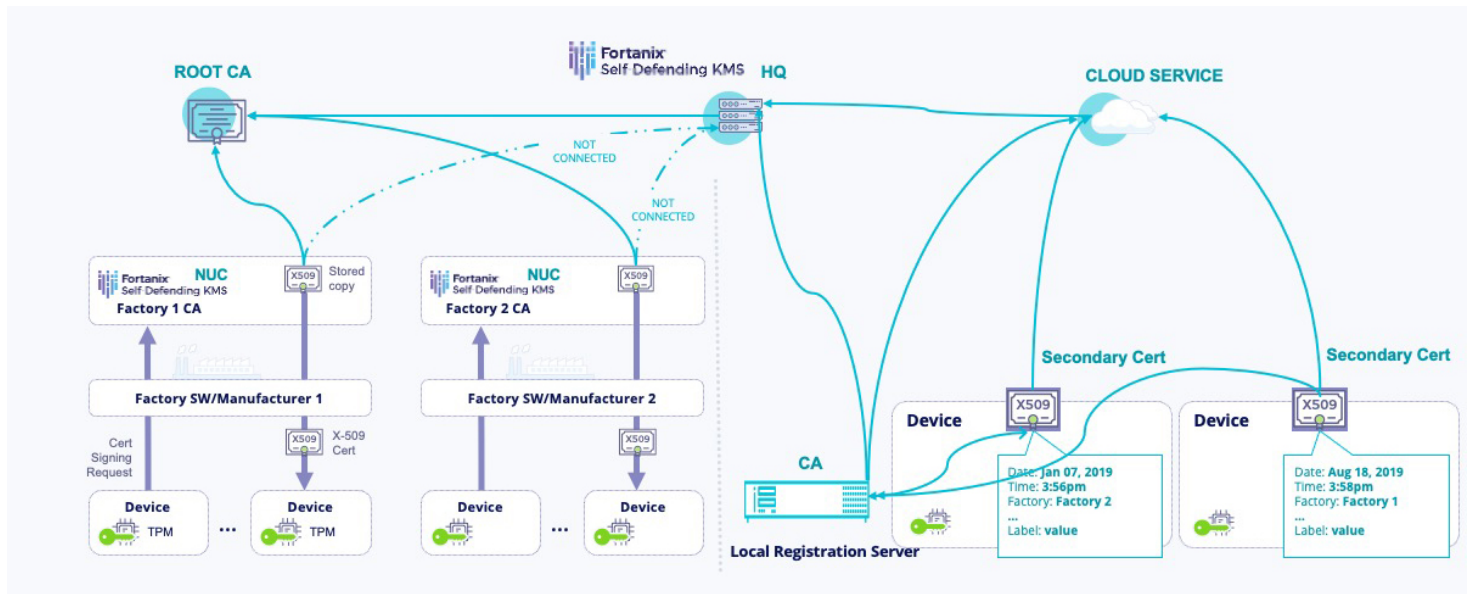 Fortanix
Self Defending KMS
HQ
ROOT CA
CLOUD SERVICE
NOT
CONNECTED
NOT
CONNECTED
Fortanix
Self Defending KMS
NUC
Factory 1 CA
X509
Stored
copy
Fortanix
Self Defending KMS
NUC
Factory 2 CA
X509
Factory SW/Manufacturer 1
Factory SW/Manufacturer 2
Cert
Signing
Request
X509
X-509
Cert
X509
Device
TPM
...
Device
TPM
Device
...
Device
Secondary Cert
Secondary Cert
X509
X509
Device
Device
CA
Local Registration Server
Date: Jan 07, 2019
Time: 3:56pm
Factory: Factory 2
...
Label: value
Date: Aug 18, 2019
Time: 3:58pm
Factory: Factory 1
...
Label: value